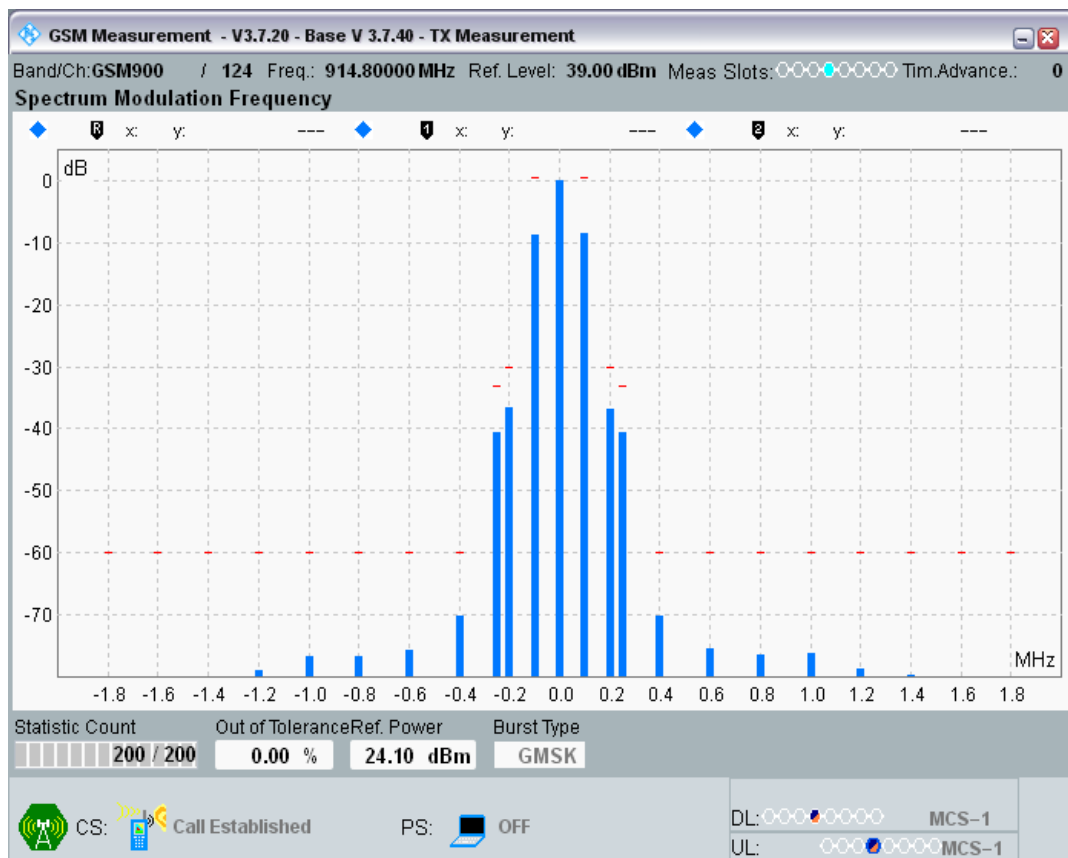 GSM Measurement - V3.7.20 - Base V 3.7.40 - TX Measurement
Band/Ch:GSM900 / 124 Freq.: 914.80000 MHz Ref. Level: 39.00 dBm Meas Slots: Tim.Advance.: 0
Spectrum Modulation Frequency
R x: y: --- 1 x: y: --- 2 x: y: ---
dB
0
-10
-20
-30
-40
-50
-60
-70
MHz
-1.8 -1.6 -1.4 -1.2 -1.0 -0.8 -0.6 -0.4 -0.2 0.0 0.2 0.4 0.6 0.8 1.0 1.2 1.4 1.6 1.8
Statistic Count Out of Tolerance Ref. Power Burst Type
200 / 200 0.00 % 24.10 dBm GMSK
CS: Call Established PS: OFF
DL: MCS-1
UL: MCS-1